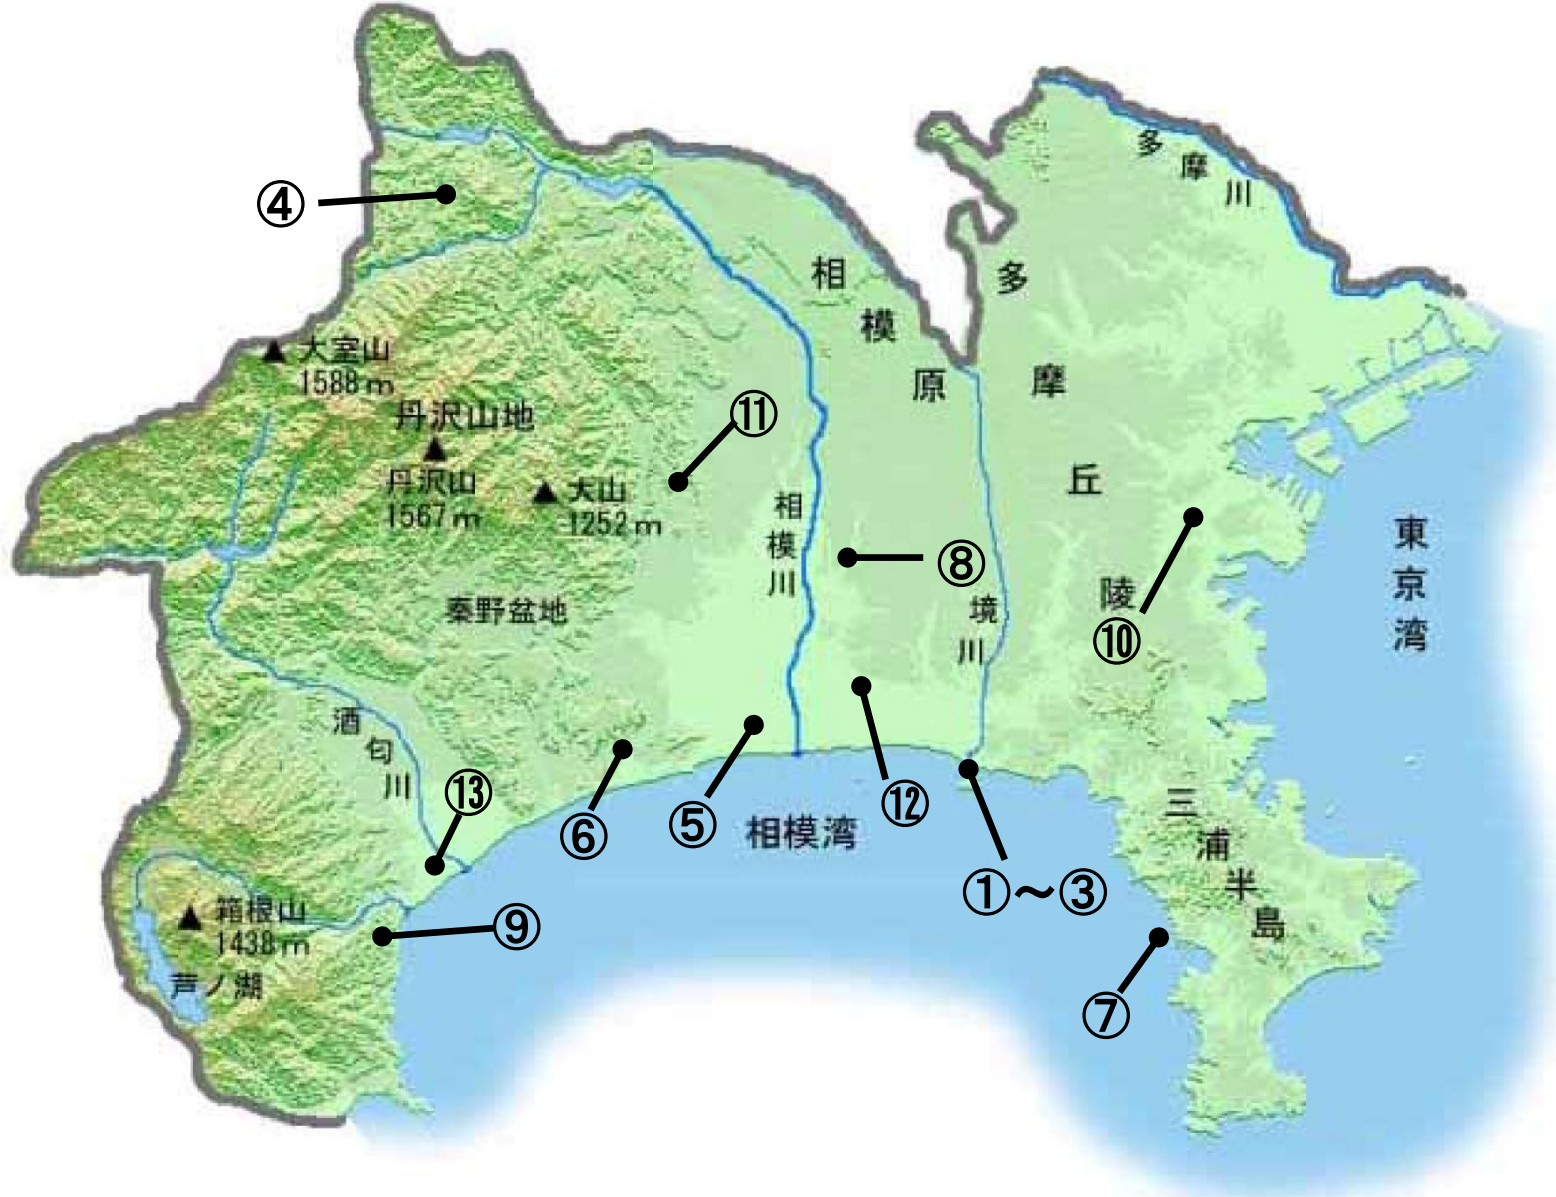 多摩川
④
相模原
多摩丘陵
▲大室山
1588m
丹沢山地
▲
丹沢山
1567m
▲大山
1252m
⑪
相模川
⑧
境川
⑩
東京湾
秦野盆地
酒匂川
⑬
⑥
⑤
⑫
相模湾
①～③
三浦半島
▲箱根山
1438m
芦ノ湖
⑨
⑦